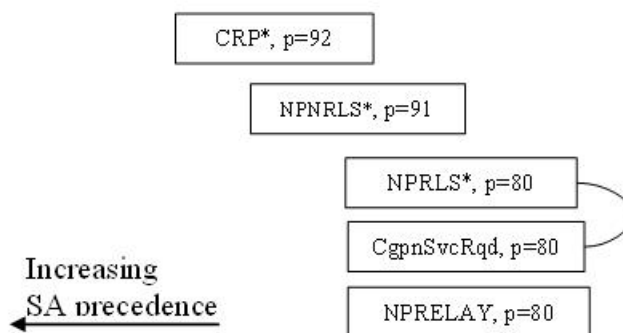 CRP*, p=92
NPNRLS*, p=91
NPRLS*, p=80
CgpnSvcRqd, p=80
NPRELAY, p=80
Increasing
SA precedence